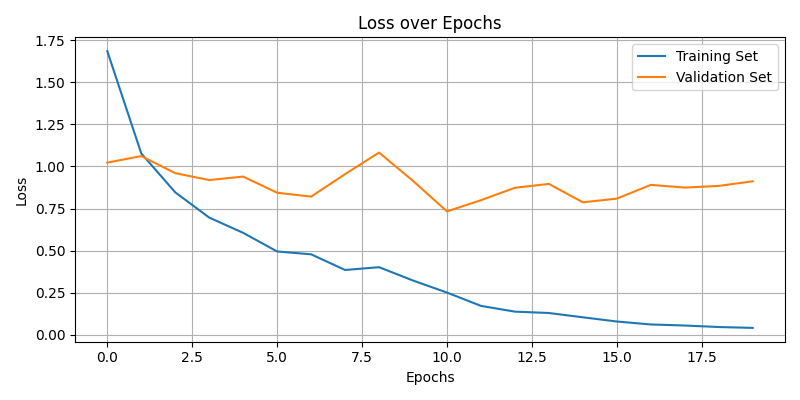 Loss over Epochs
1.75
1.50
1.25
1.00
0.75
0.50
0.25
0.00
Loss
Training Set
Validation Set
0.0 2.5 5.0 7.5 10.0 12.5 15.0 17.5
Epochs